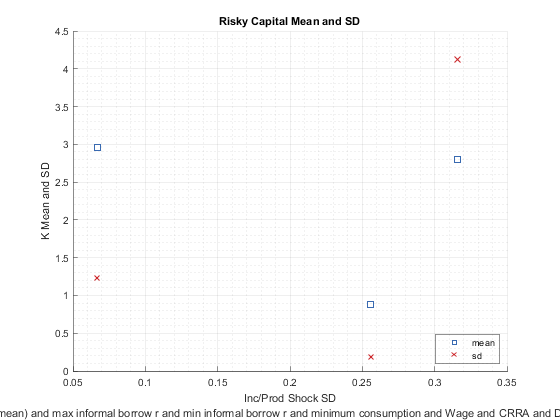 Risky Capital Mean and SD
4.5
4
3.5
3
2.5
2
1.5
1
0.5
0
K Mean and SD
mean
sd
0.05 0.1 0.15 0.2 0.25 0.3 0.35
Inc/Prod Shock SD
mean) and max informal borrow r and min informal borrow r and minimum consumption and Wage and CRRA and D